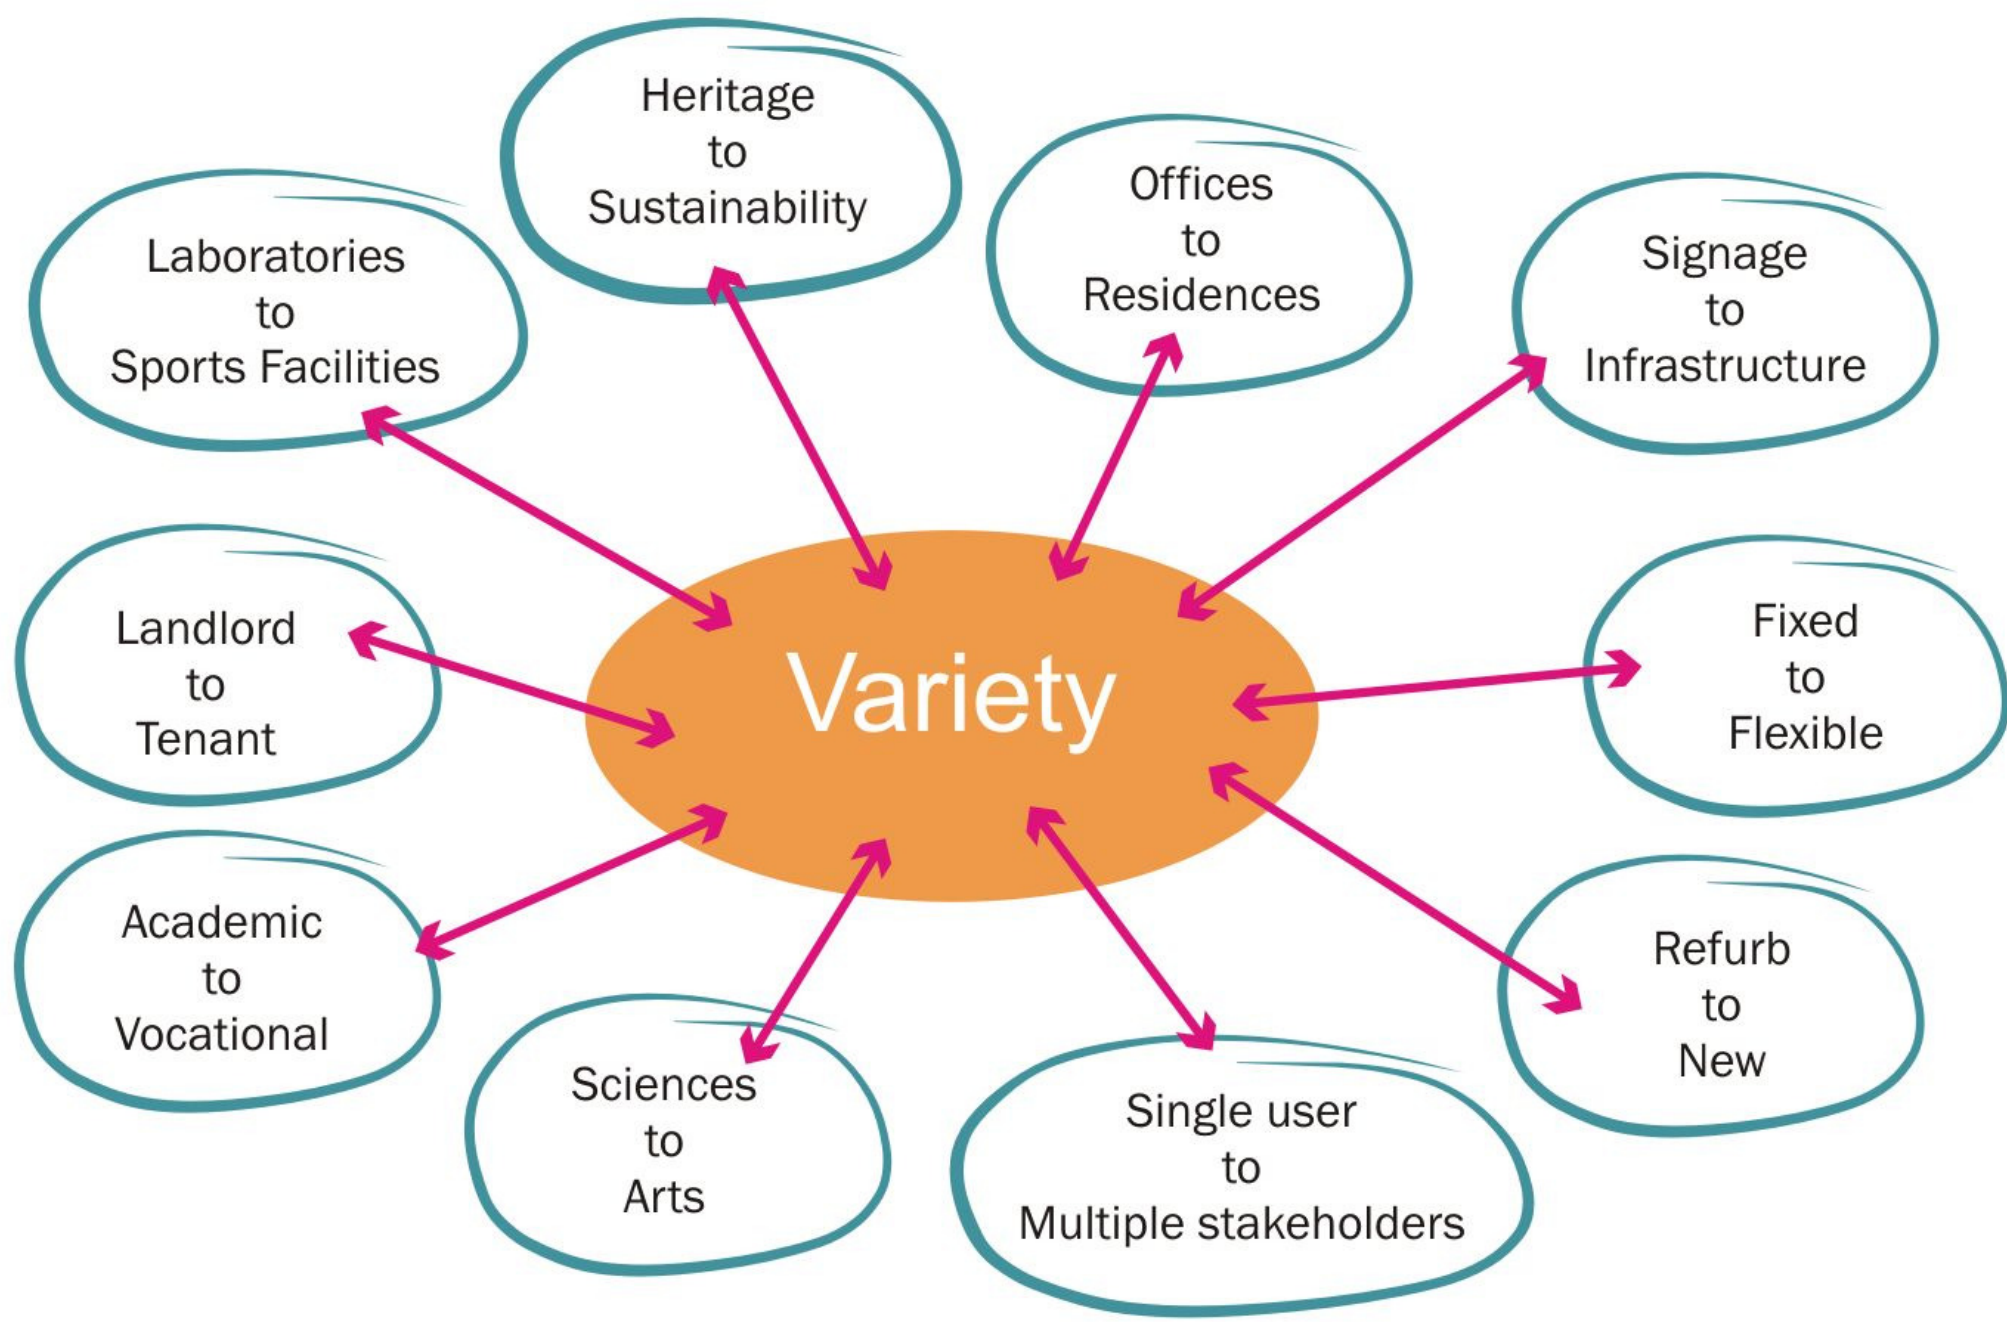 Heritage
to
Sustainability
Offices
to
Residences
Signage
to
Infrastructure
Laboratories
to
Sports Facilities
Landlord
to
Tenant
Variety
Fixed
to
Flexible
Academic
to
Vocational
Refurb
to
New
Sciences
to
Arts
Single user
to
Multiple stakeholders